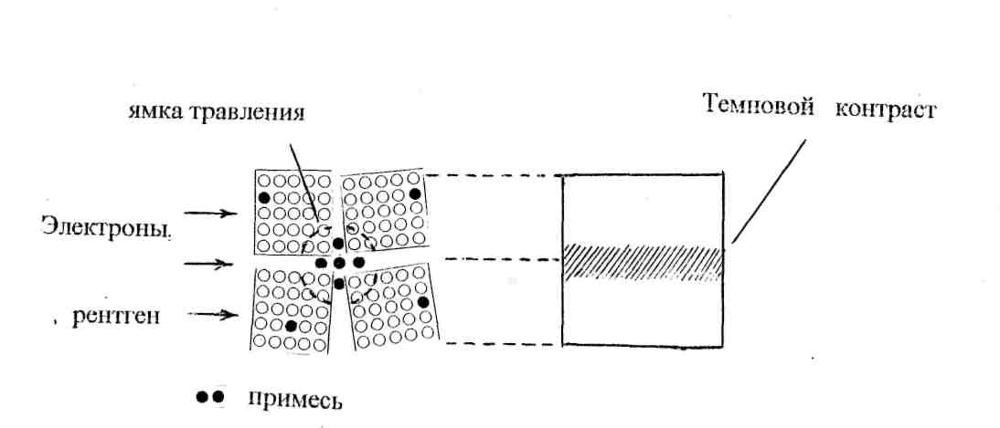 ямка травления
Темновой контраст
Электроны,
рентген
примесь